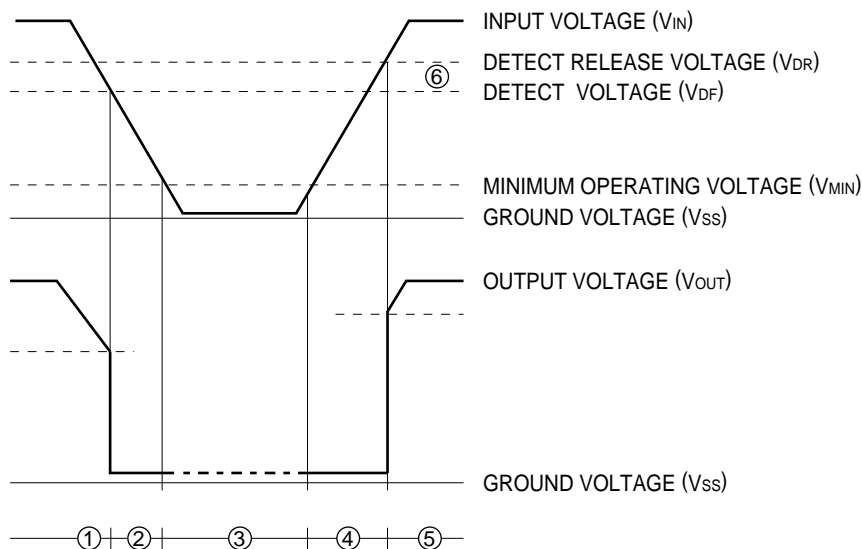 INPUT VOLTAGE (VIN)
DETECT RELEASE VOLTAGE (VDR)
⑥
DETECT VOLTAGE (VDF)
MINIMUM OPERATING VOLTAGE (VMIN)
GROUND VOLTAGE (Vss)
OUTPUT VOLTAGE (VOUT)
GROUND VOLTAGE (Vss)
① ② ③ ④ ⑤